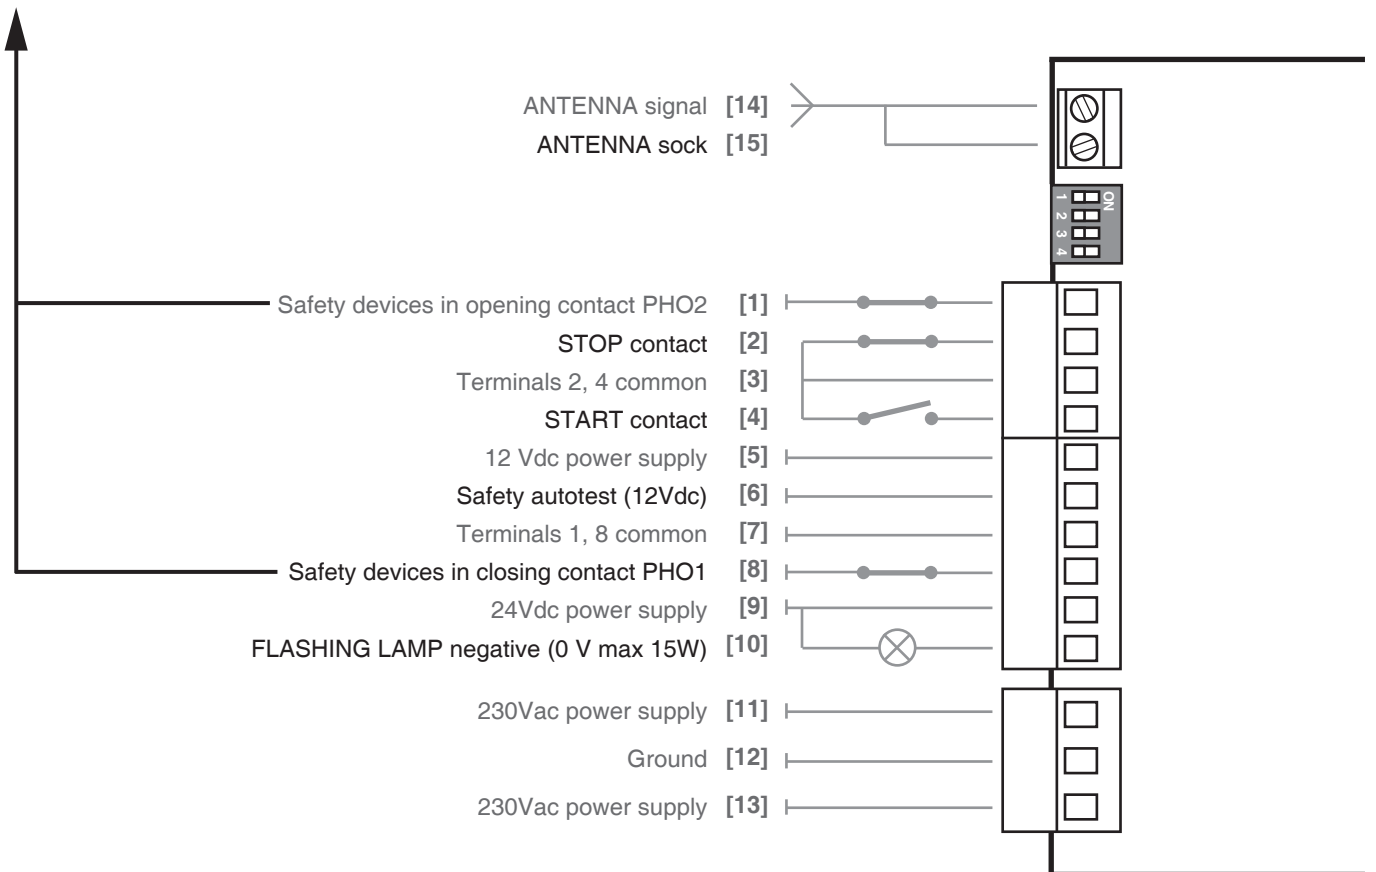 ANTENNA signal [14]
ANTENNA sock [15]
ON
1
2
3
4
Safety devices in opening contact PHO2 [1]
STOP contact [2]
Terminals 2, 4 common [3]
START contact [4]
12 Vdc power supply [5]
Safety autotest (12Vdc) [6]
Terminals 1, 8 common [7]
Safety devices in closing contact PHO1 [8]
24Vdc power supply [9]
FLASHING LAMP negative (0 V max 15W) [10]
230Vac power supply [11]
Ground [12]
230Vac power supply [13]